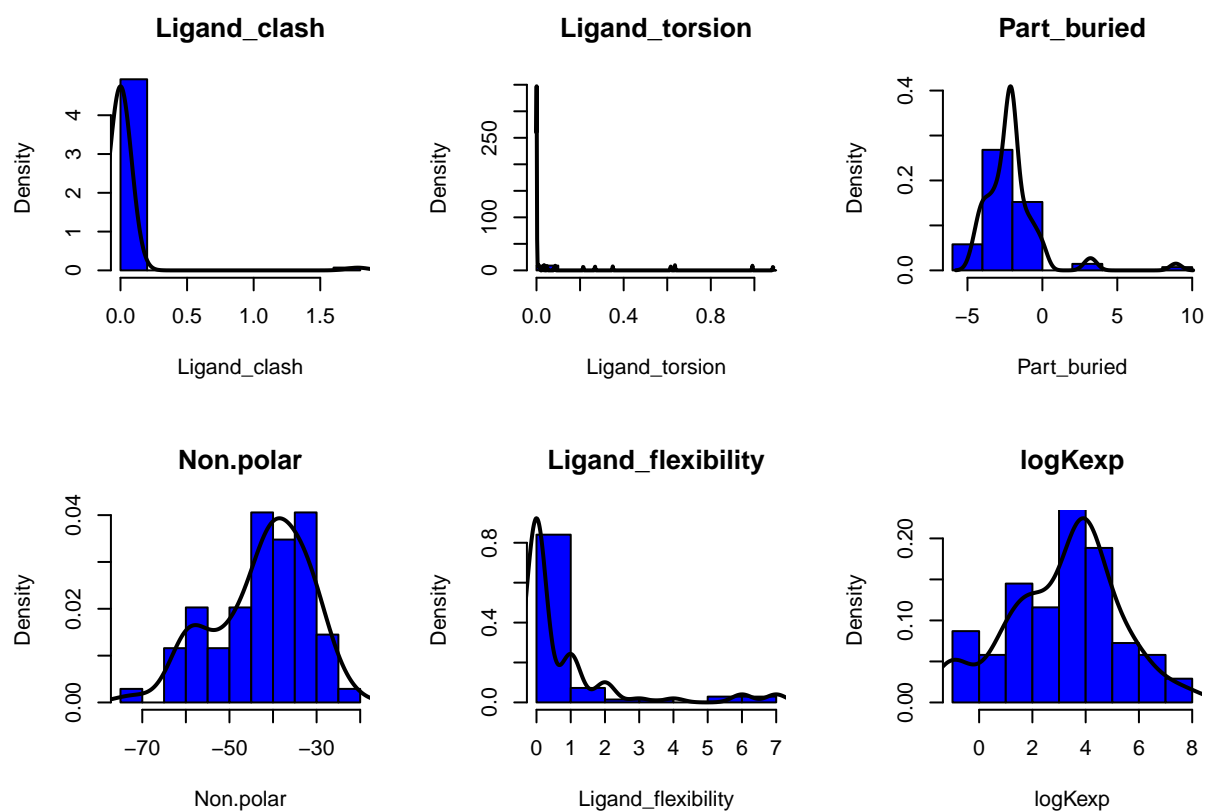 Ligand_clash
Density
0 1 2 3 4
0.0 0.5 1.0 1.5
Ligand_clash
Ligand_torsion
Density
0 100 250
0.0 0.4 0.8
Ligand_torsion
Part_buried
Density
0.0 0.2 0.4
−5 0 5 10
Part_buried
Non.polar
Density
0.00 0.02 0.04
−70 −50 −30
Non.polar
Ligand_flexibility
Density
0.0 0.4 0.8
0 1 2 3 4 5 6 7
Ligand_flexibility
logKexp
Density
0.00 0.10 0.20
0 2 4 6 8
logKexp